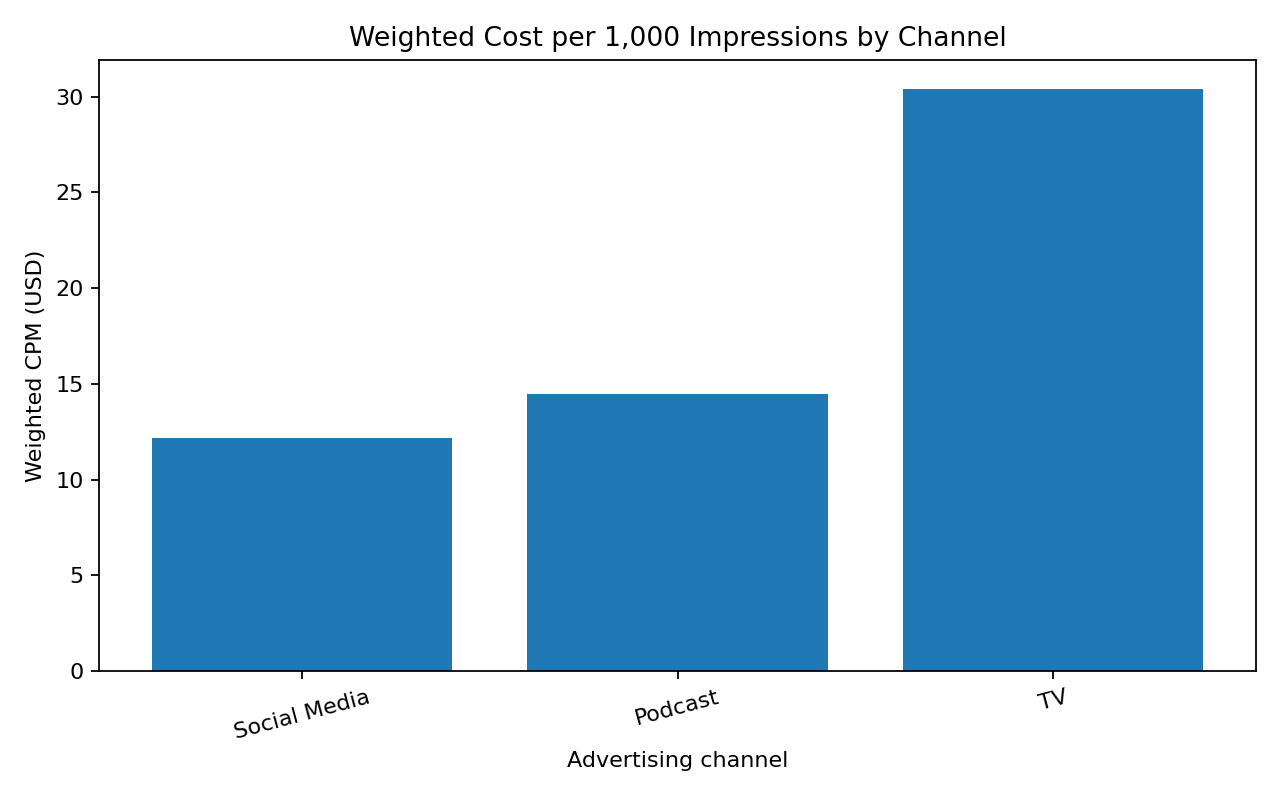 Weighted Cost per 1,000 Impressions by Channel
Weighted CPM (USD)
30
25
20
15
10
5
0
Social Media
Podcast
TV
Advertising channel